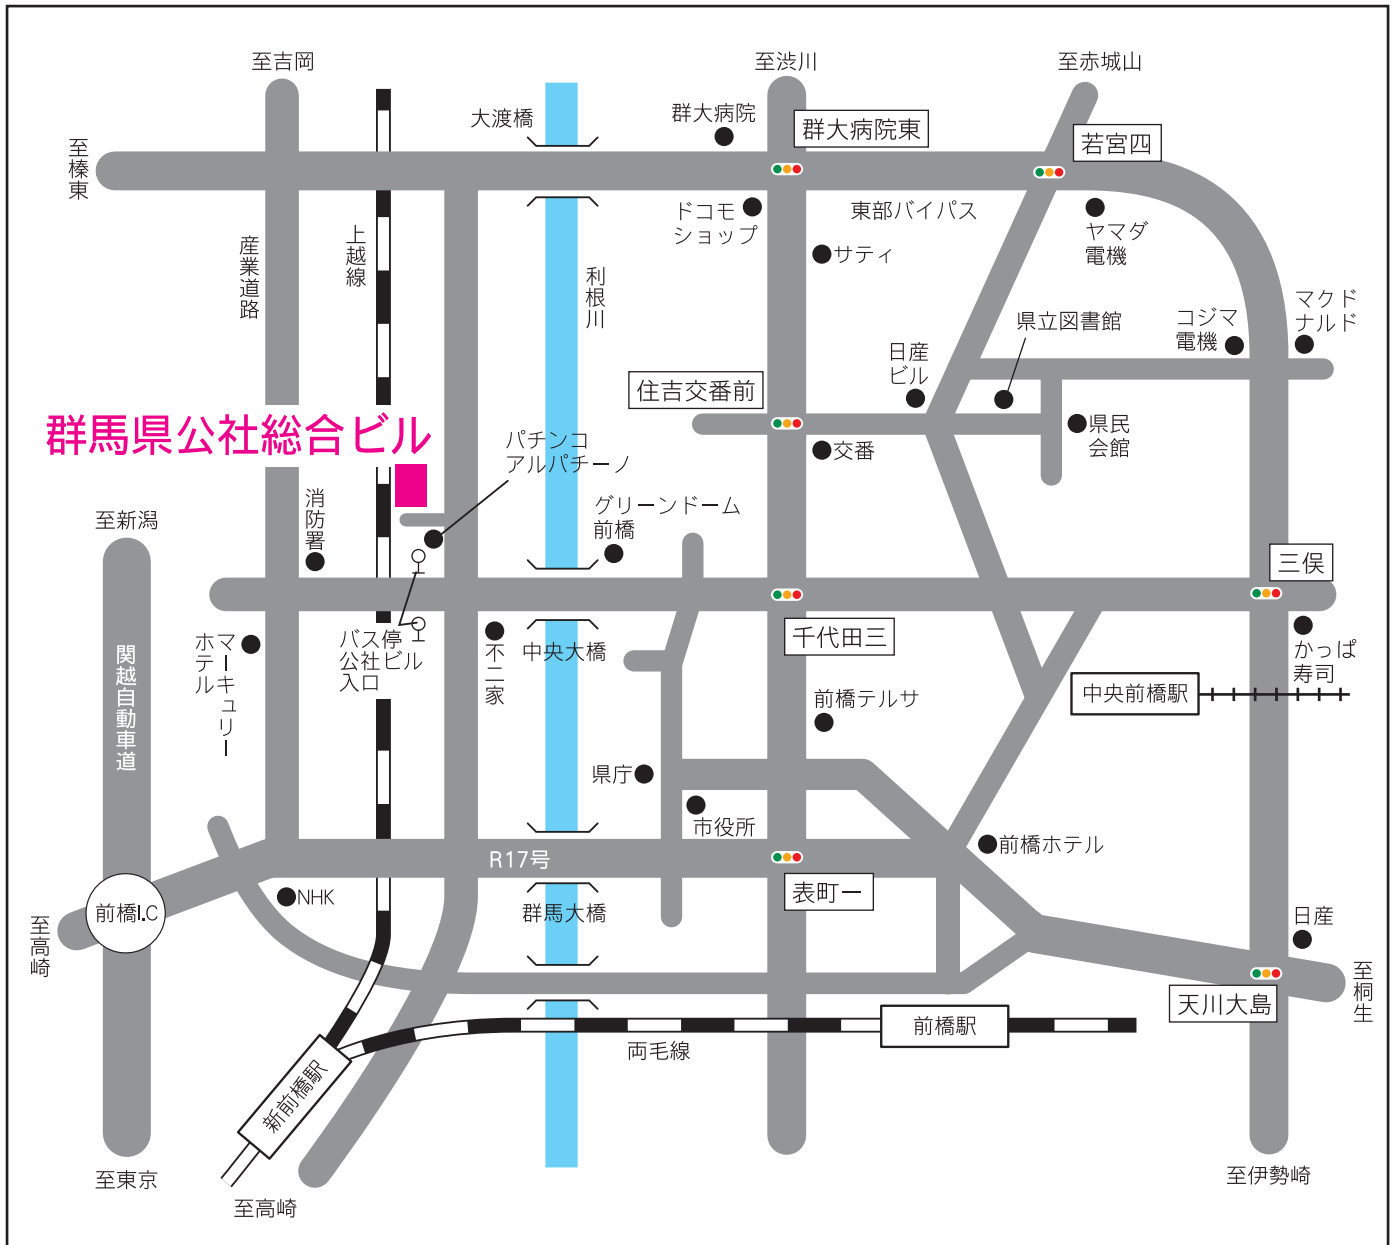 至吉岡
至渋川
至赤城山
大渡橋
群大病院
群大病院東
若宮四
至榛東
ドコモ
ショップ
東部バイパス
ヤマダ
電機
産業道路
上越線
サティ
利根川
マクド
ナルド
コジマ
電機
県立図書館
日産
ビル
住吉交番前
群馬県公社総合ビル
パチンコ
アルパチーノ
交番
県民
会館
消防署
グリーンドーム
前橋
至新潟
三俣
千代田三
ホテル
マーキュリー
バス停
公社ビル
入口
不二家
中央大橋
かっぱ
寿司
関越自動車道
前橋テルサ
中央前橋駅
県庁
市役所
前橋ホテル
R17号
表町一
NHK
前橋I.C
群馬大橋
日産
至高崎
至桐生
天川大島
前橋駅
両毛線
新前橋駅
至東京
至高崎
至伊勢崎